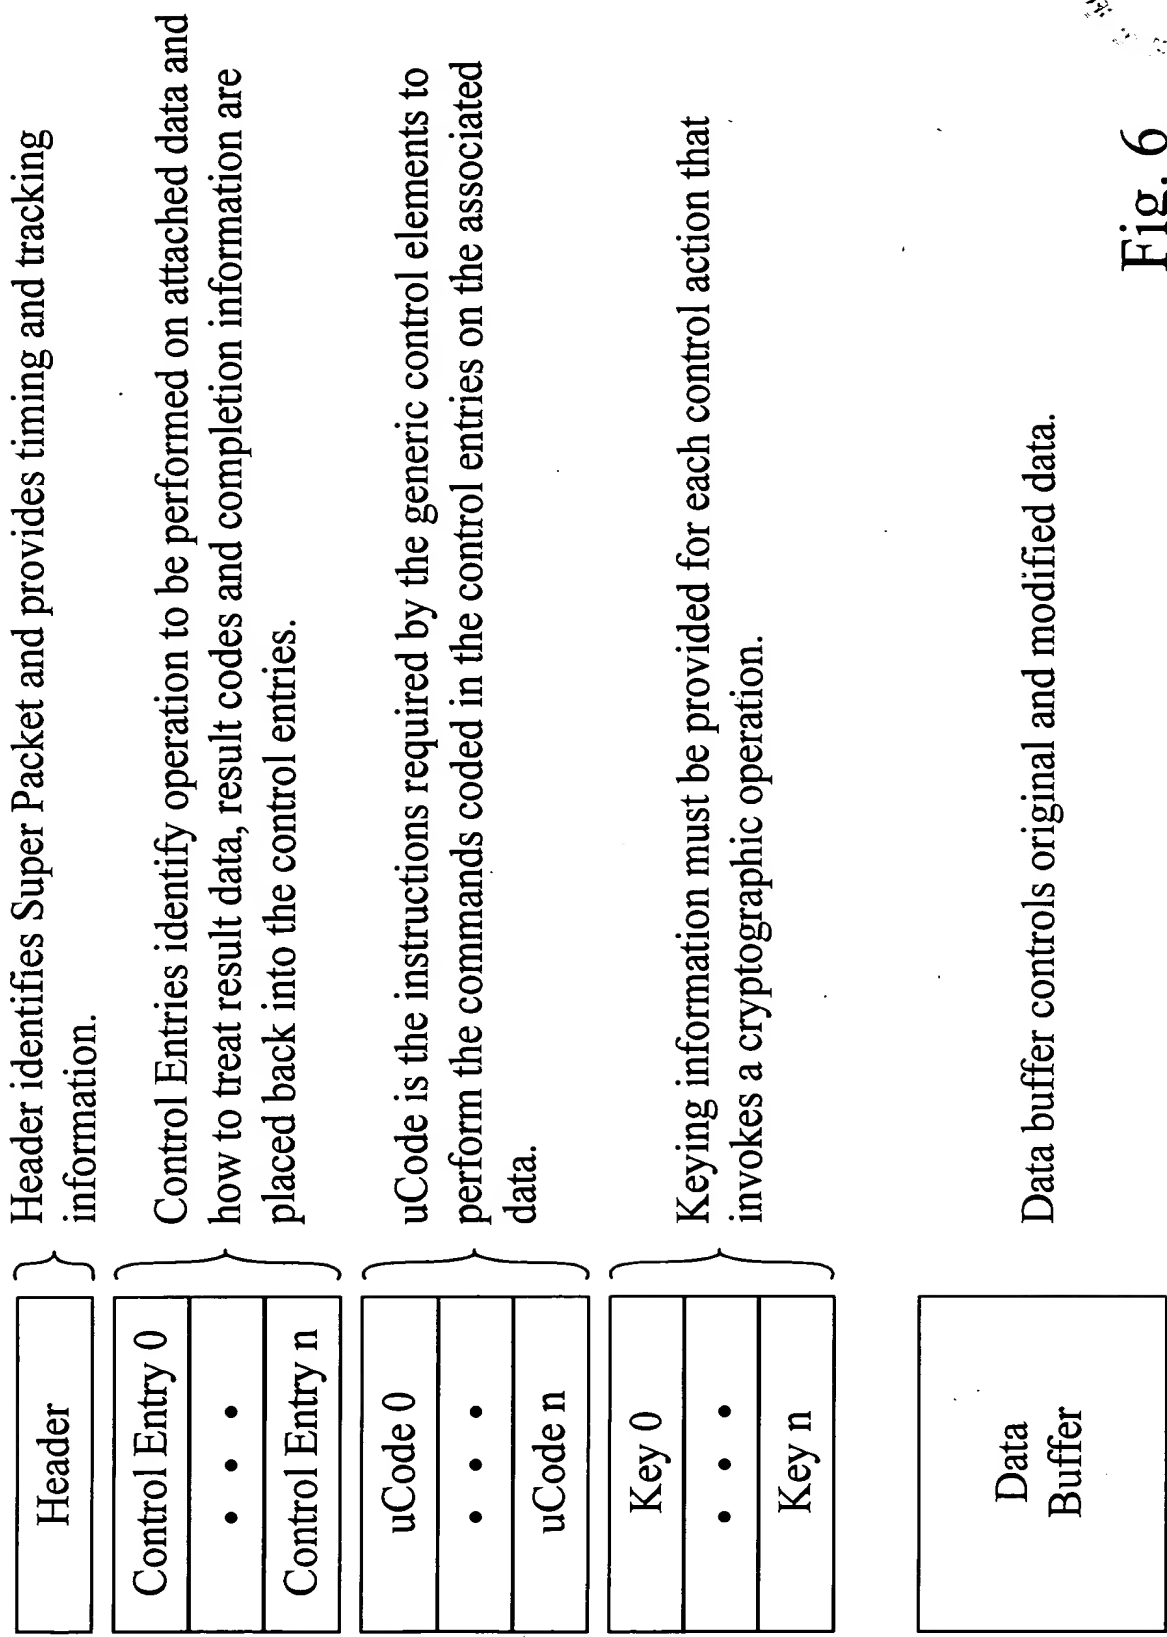 Header
Header identifies Super Packet and provides timing and tracking
information.
Control Entry 0
• • •
Control Entry n
Control Entries identify operation to be performed on attached data and
how to treat result data, result codes and completion information are
placed back into the control entries.
uCode 0
• • •
uCode n
uCode is the instructions required by the generic control elements to
perform the commands coded in the control entries on the associated
data.
Key 0
• • •
Key n
Keying information must be provided for each control action that
invokes a cryptographic operation.
Data
Buffer
Data buffer controls original and modified data.
Fig. 6